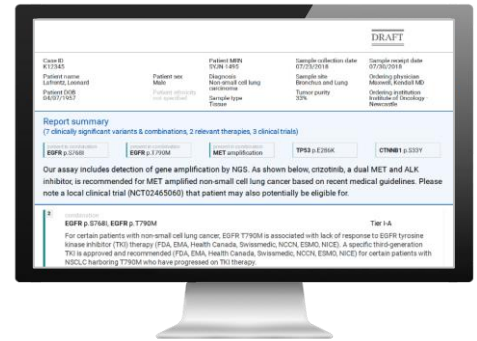 DRAFT
Case ID
K12345
Patient MRN
SYJN-1495
Sample collection date
07/23/2018
Sample receipt date
07/30/2018
Patient name
Lafrentz, Leonard
Patient sex
Male
Diagnosis
Non-small cell lung
carcinoma
Sample site
Bronchus and Lung
Ordering physician
Maxwell, Kendall MD
Patient DOB
04/07/1957
Patient ethnicity
not specified
Sample type
Tissue
Tumor purity
33%
Ordering institution
Institute of Oncology -
Newcastle
Report summary
(7 clinically significant variants & combinations, 2 relevant therapies, 3 clinical trials)
EGFR p.S768I
EGFR p.T790M
MET amplification
TP53 p.E286K
CTNNB1 p.S33Y
Our assay includes detection of gene amplification by NGS. As shown below, crizotinib, a dual MET and ALK
inhibitor, is recommended for MET amplified non-small cell lung cancer based on recent medical guidelines. Please
note a local clinical trial (NCT02465060) that patient may also potentially be eligible for.
combination
EGFR p.S768I, EGFR p.T790M
Tier I-A
For certain patients with non-small cell lung cancer, EGFR T790M is associated with lack of response to EGFR tyrosine
kinase inhibitor (TKI) therapy (FDA, EMA, Health Canada, Swissmedic, NCCN, ESMO, NICE). A specific third-generation
TKI is approved and recommended (FDA, EMA, Health Canada, Swissmedic, NCCN, ESMO, NICE) for certain patients with
NSCLC harboring T790M who have progressed on TKI therapy.